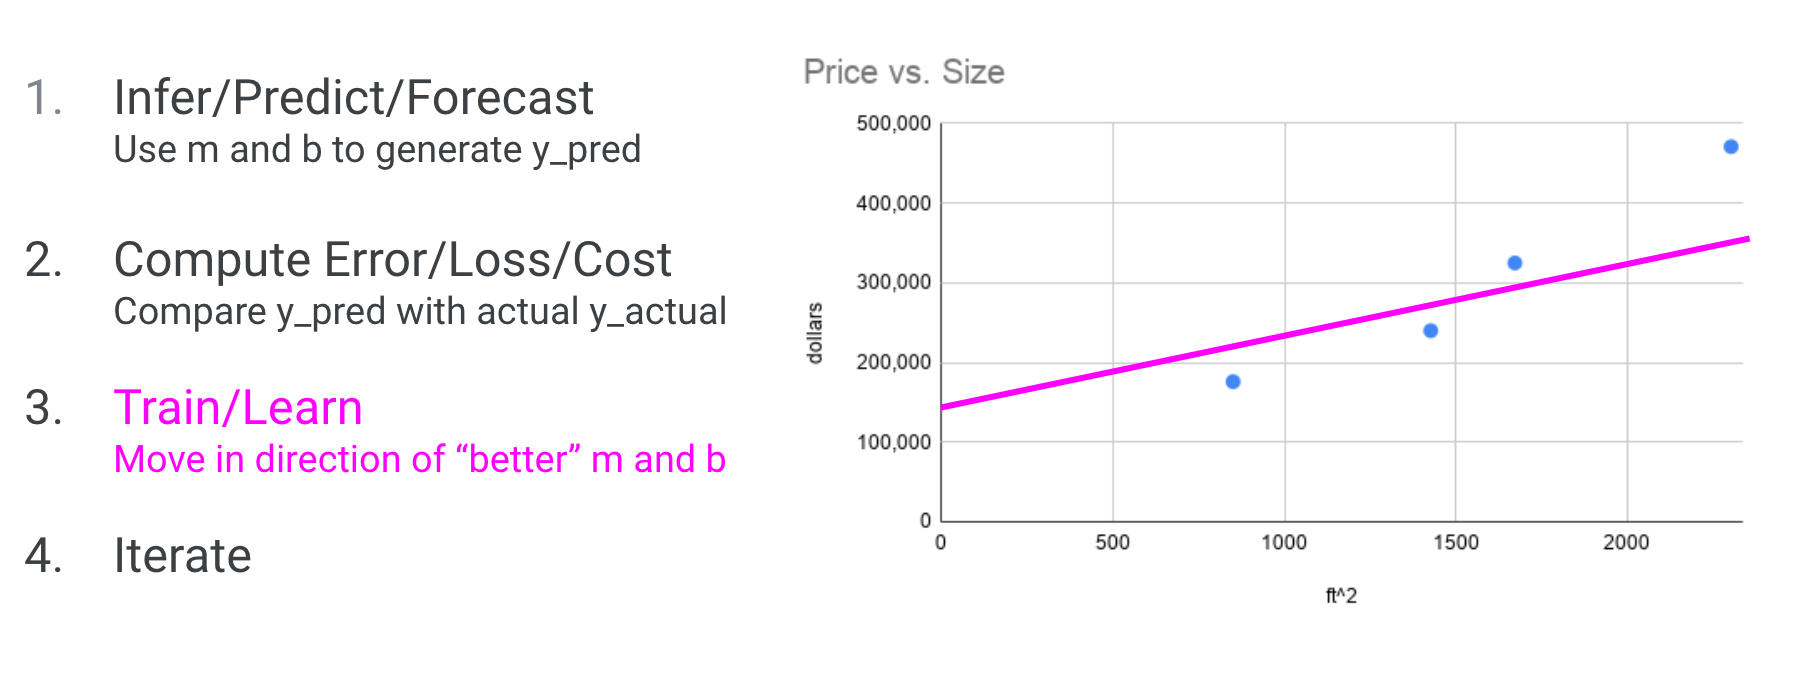 1. Infer/Predict/Forecast
Use m and b to generate y_pred
2. Compute Error/Loss/Cost
Compare y_pred with actual y_actual
3. Train/Learn
Move in direction of “better” m and b
4. Iterate
Price vs. Size
500,000
400,000
300,000
200,000
100,000
0
dollars
0 500 1000 1500 2000
ft^2